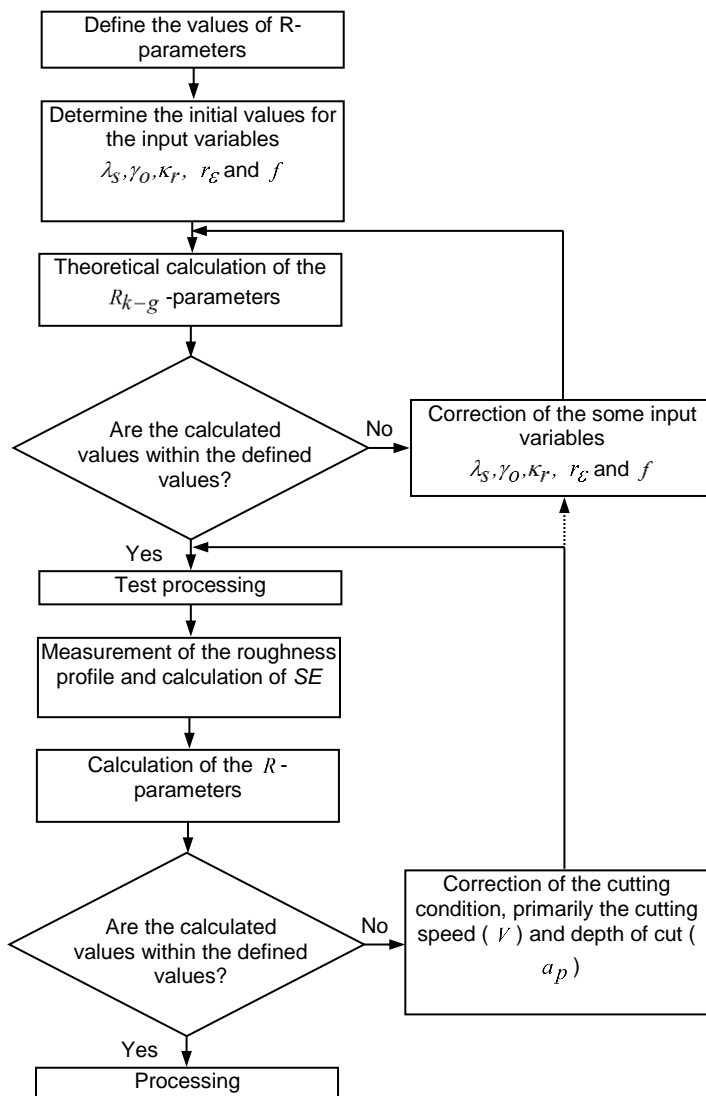 Define the values of R-
parameters
Determine the initial values for
the input variables
λs,γo,κr, rε and f
Theoretical calculation of the
Rk−g -parameters
Are the calculated
values within the defined
values?
No
Correction of the some input
variables
λs,γo,κr, rε and f
Yes
Test processing
Measurement of the roughness
profile and calculation of SE
Calculation of the R -
parameters
Are the calculated
values within the defined
values?
No
Correction of the cutting
condition, primarily the cutting
speed ( V ) and depth of cut (
ap )
Yes
Processing